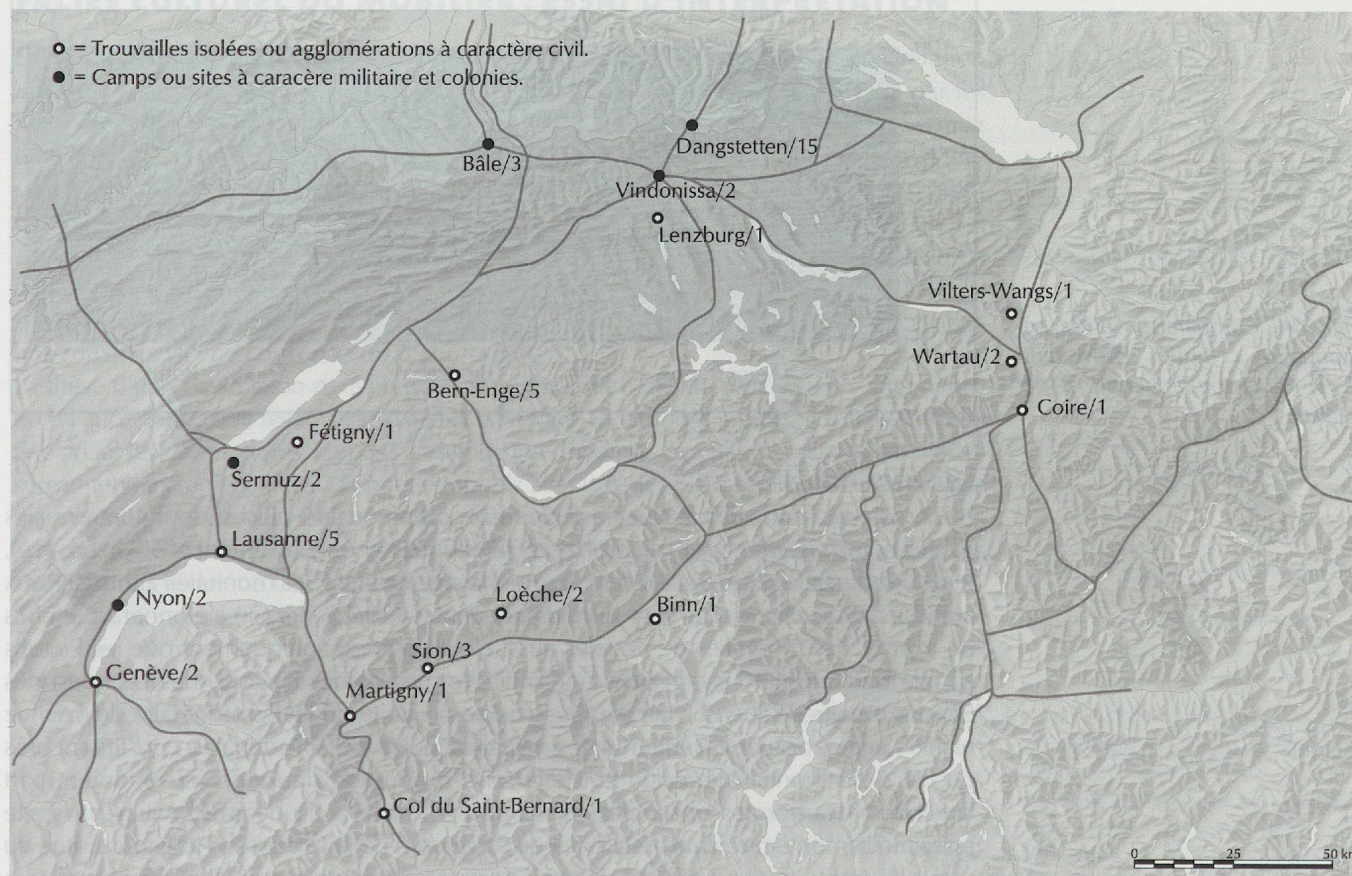 = Trouvailles isolées ou agglomérations à caractère civil.
= Camps ou sites à caracère militaire et colonies.
Dangstetten/15
Bâle/3
Vindonissa/2
Lenzburg/1
Vilters-Wangs/1
Wartau/2
Bern-Enge/5
Coire/1
Fétigny/1
Sermuz/2
Lausanne/5
Nyon/2
Loèche/2
Binn/1
Sion/3
Genève/2
Martigny/1
Col du Saint-Bernard/1
0 25 50 km